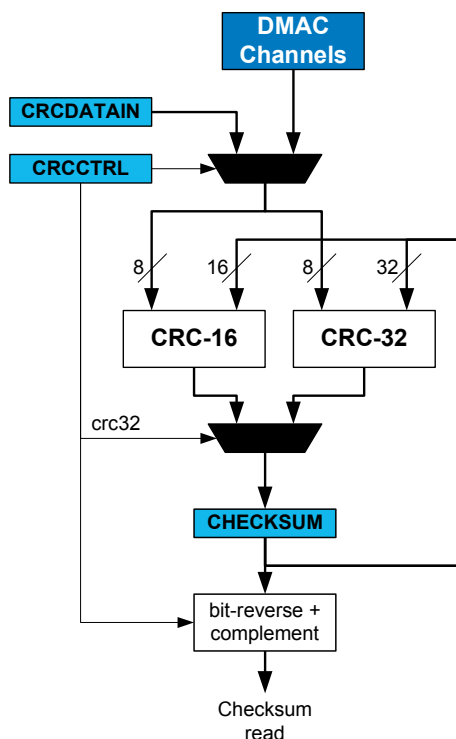 DMAC
Channels
CRCDATAIN
CRCCTRL
8 16 8 32
CRC-16 CRC-32
crc32
CHECKSUM
bit-reverse +
complement
Checksum
read